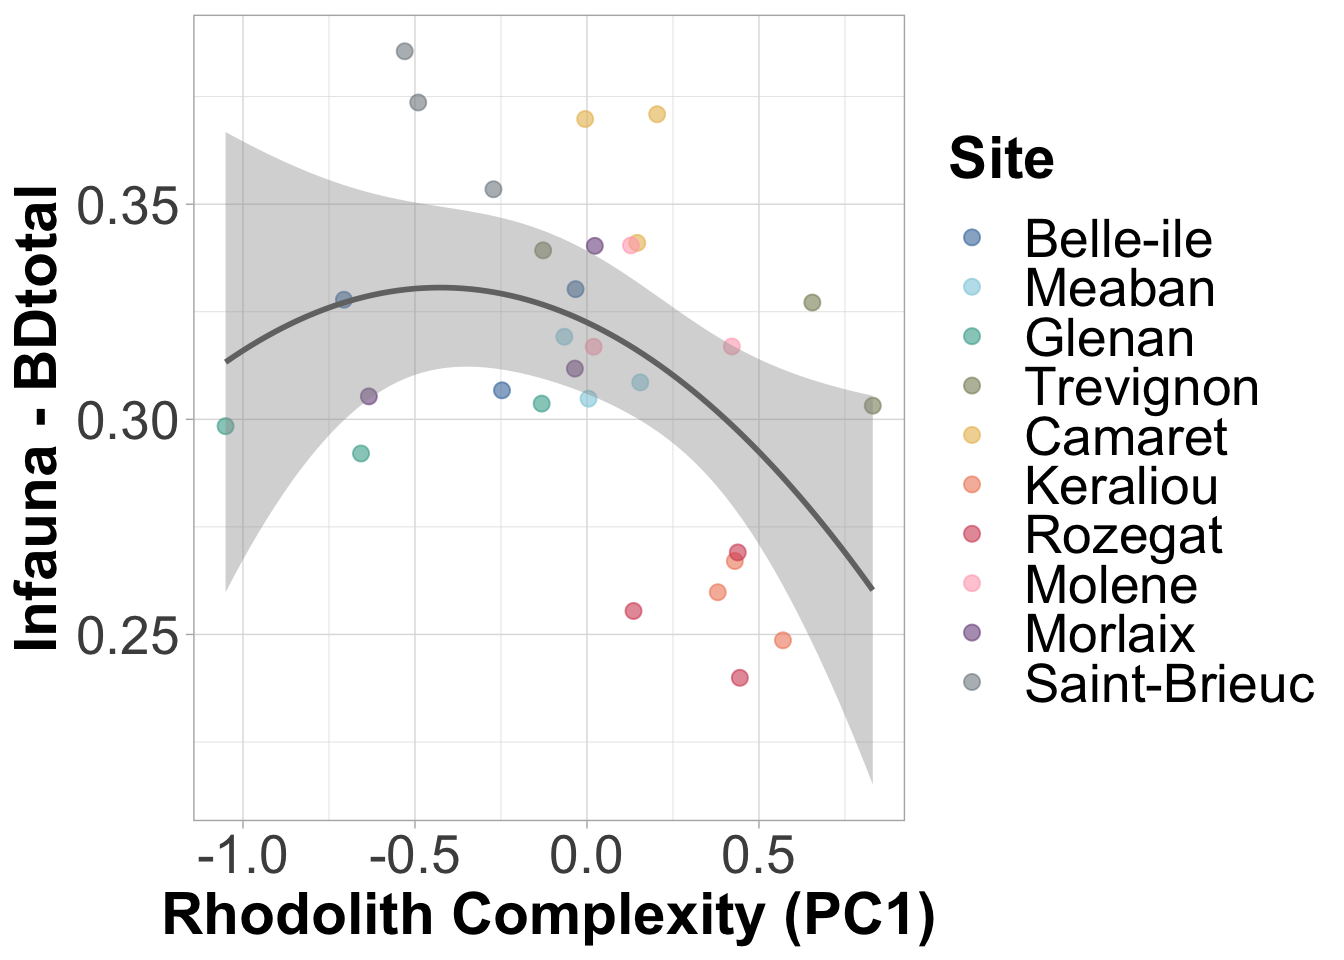 Infauna - BDtotal
0.35
0.30
0.25
-1.0
-0.5
0.0
0.5
Rhodolith Complexity (PC1)
Site
Belle-ile
Meaban
Glenan
Trevignon
Camaret
Keraliou
Rozegat
Molene
Morlaix
Saint-Brieuc